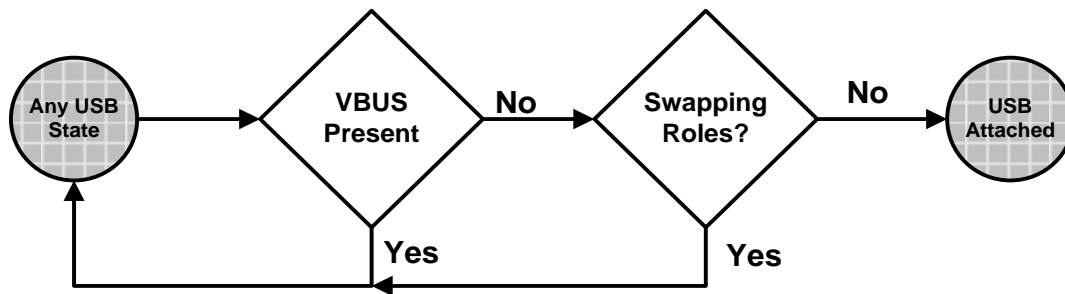 Any USB
State
VBUS
Present
No
Yes
Swapping
Roles?
No
Yes
USB
Attached